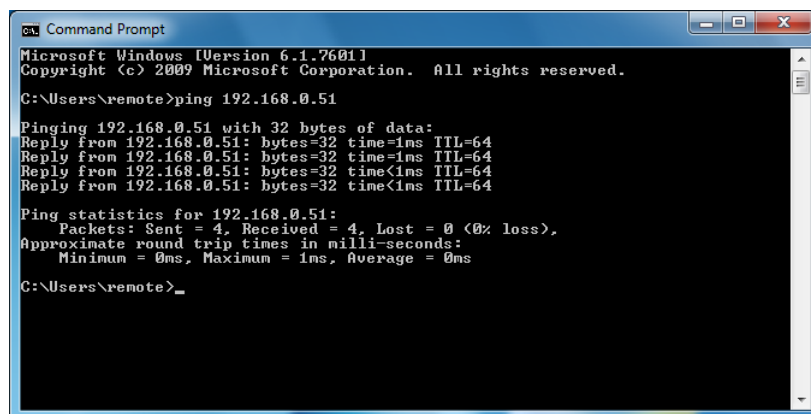 Command Prompt
Microsoft Windows [Version 6.1.7601]
Copyright (c) 2009 Microsoft Corporation.  All rights reserved.
C:\Users\remote>ping 192.168.0.51
Pinging 192.168.0.51 with 32 bytes of data:
Reply from 192.168.0.51: bytes=32 time=1ms TTL=64
Reply from 192.168.0.51: bytes=32 time=1ms TTL=64
Reply from 192.168.0.51: bytes=32 time<1ms TTL=64
Reply from 192.168.0.51: bytes=32 time<1ms TTL=64
Ping statistics for 192.168.0.51:
    Packets: Sent = 4, Received = 4, Lost = 0 (0% loss),
Approximate round trip times in milli-seconds:
    Minimum = 0ms, Maximum = 1ms, Average = 0ms
C:\Users\remote>_